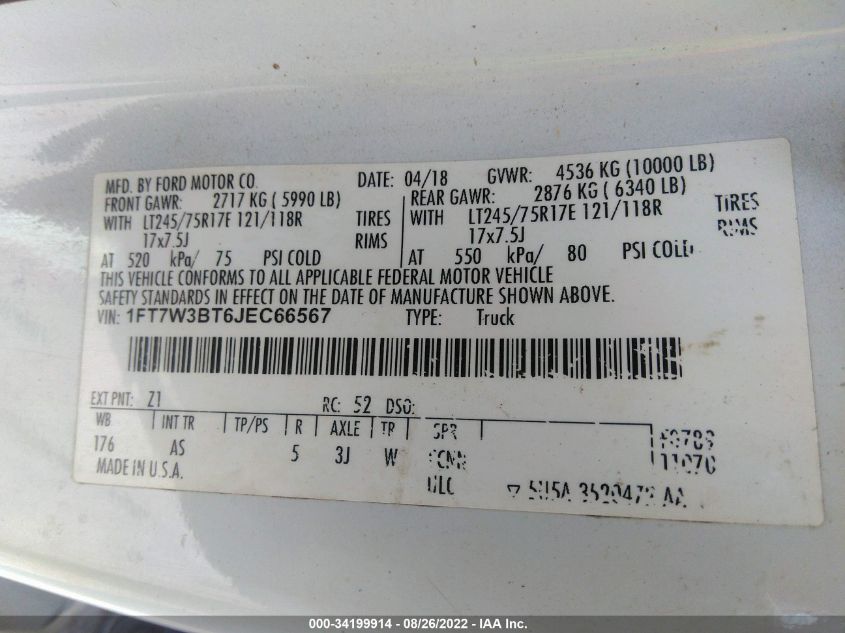 MFD. BY FORD MOTOR CO. DATE: 04/18 GVWR: 4536 KG (10000 LB)
FRONT GAWR: 2717 KG ( 5990 LB) REAR GAWR: 2876 KG ( 6340 LB)
WITH LT245/75R17E 121/118R TIRES WITH LT245/75R17E 121/118R TIRES
17x7.5J RIMS 17x7.5J RIMS
AT 520 kPa/ 75 PSI COLD AT 550 kPa/ 80 PSI COLD
THIS VEHICLE CONFORMS TO ALL APPLICABLE FEDERAL MOTOR VEHICLE
SAFETY STANDARDS IN EFFECT ON THE DATE OF MANUFACTURE SHOWN ABOVE.
VIN: 1FT7W3BT6JEC66567 TYPE: Truck
EXT PNT: Z1 RC: 52 DSO:
WB INT TR TP/PS R AXLE TR SPR
176 AS 5 3J W
MADE IN U.S.A.
000-34199914 - 08/26/2022 - IAA Inc.